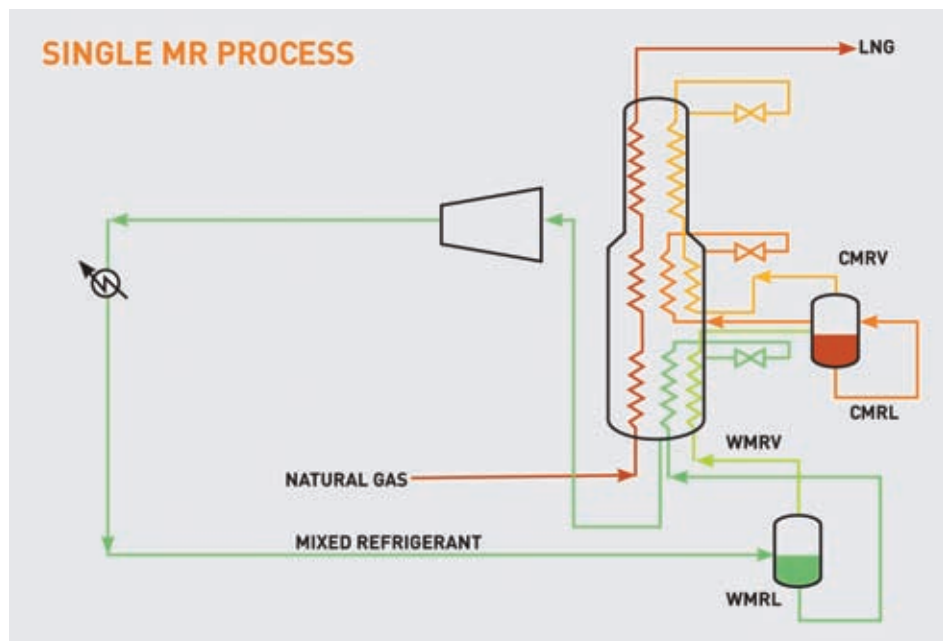 SINGLE MR PROCESS
LNG
CMRV
CMRL
WMRV
NATURAL GAS
MIXED REFRIGERANT
WMRL